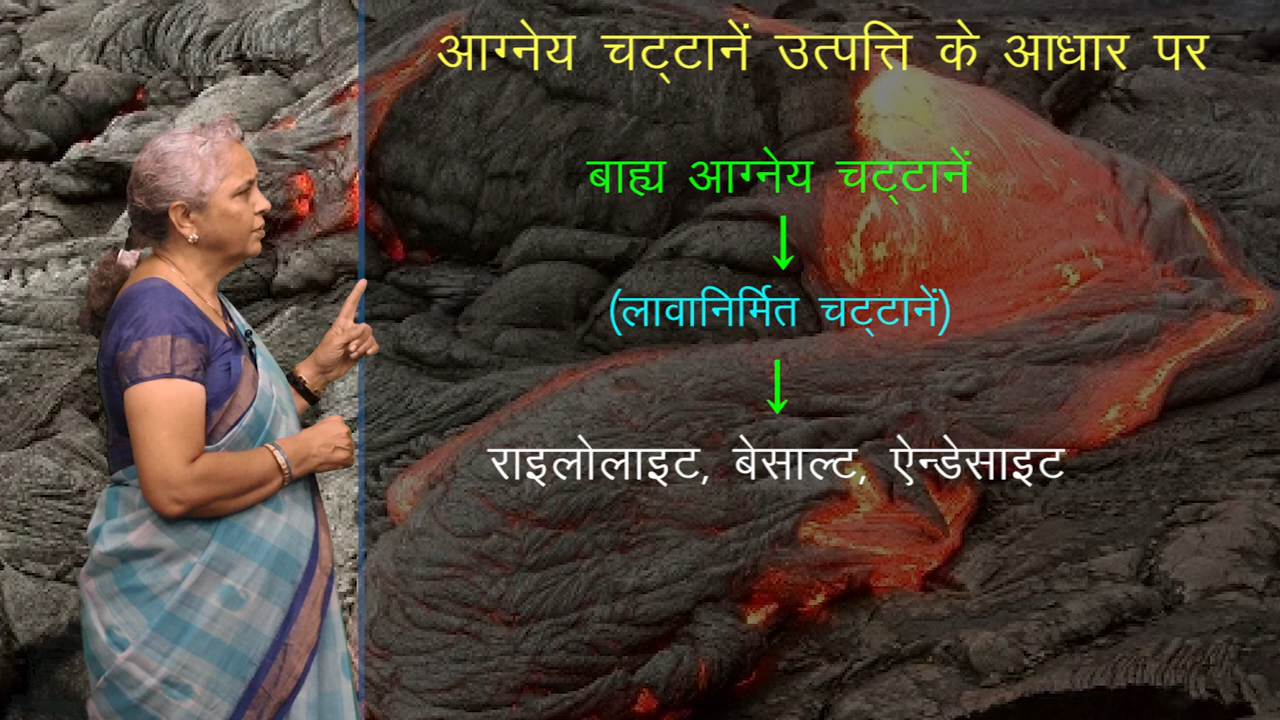 आग्नेय चट्टानें उत्पत्ति के आधार पर
बाह्य आग्नेय चट्टानें
(लावानिर्मित चट्टानें)
राइलोलाइट, बेसाल्ट, ऐन्डेसाइट